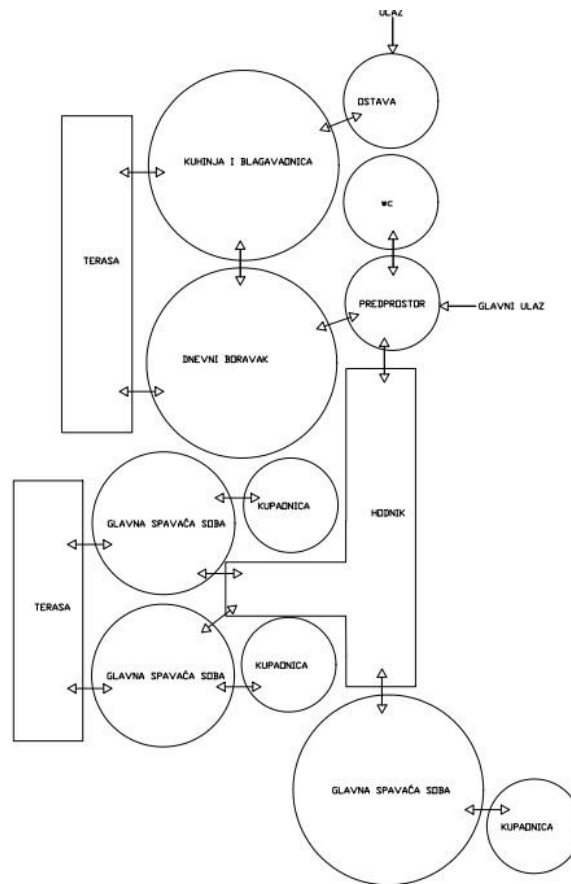 ULAZ
OSTAVA
KUHINJA I BLAGAVAONICA
WC
TERASA
PREDPROSTOR
GLAVNI ULAZ
DNEVNI BORAVAK
KUPAONICA
HODNIK
GLAVNA SPAVAĆA SOBA
TERASA
KUPAONICA
GLAVNA SPAVAĆA SOBA
GLAVNA SPAVAĆA SOBA
KUPAONICA